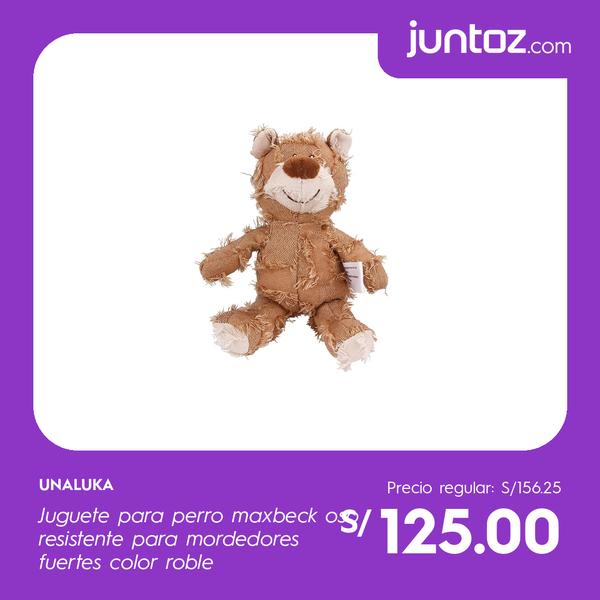 juntoz.com
UNALUKA
Juguete para perro maxbeck oso
resistente para mordedores
fuertes color roble
Precio regular: S/156.25
S/125.00